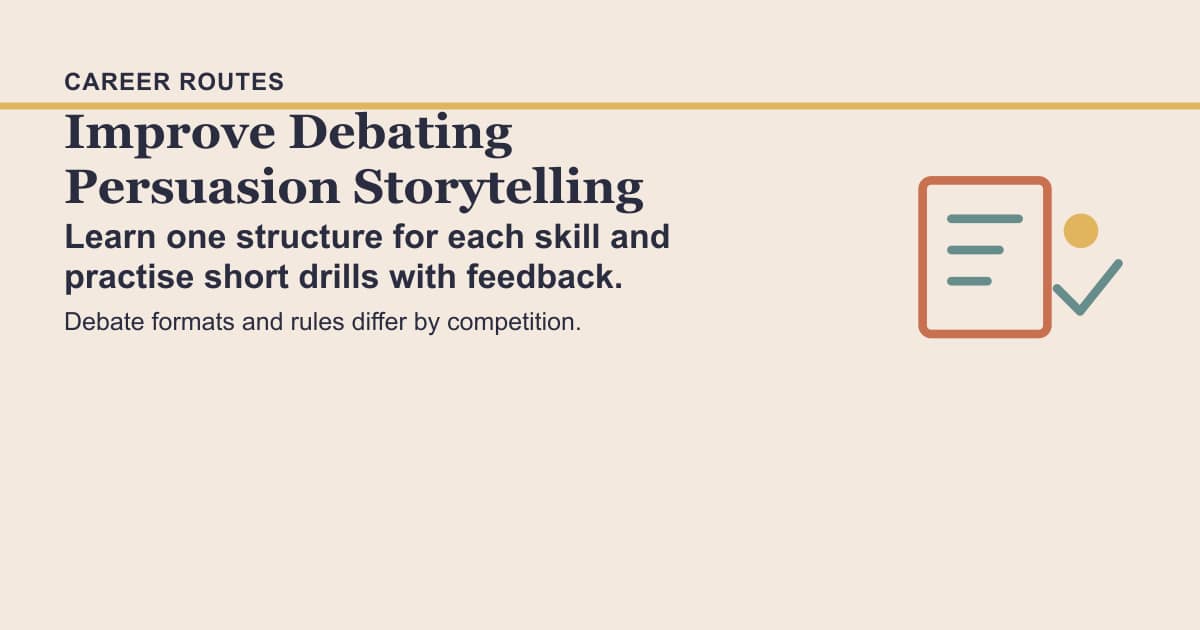 CAREER ROUTES
Improve Debating
Persuasion Storytelling
Learn one structure for each skill and
practise short drills with feedback.
Debate formats and rules differ by competition.